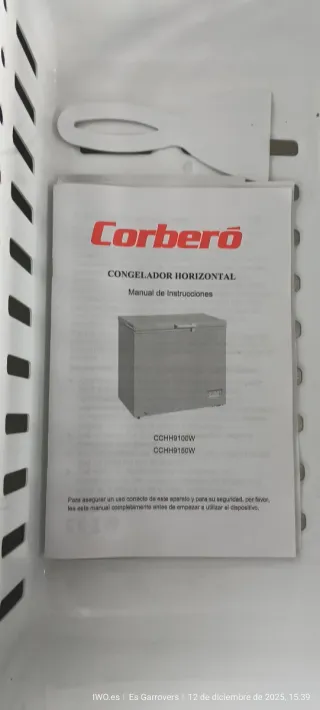 Corberó
CONGELADOR HORIZONTAL
Manual de Instrucciones
CCHH9100W
CCHH9150W
Para asegurar un uso correcto de este aparato y para su seguridad, por favor,
lea este manual completamente antes de empezar a utilizar el dispositivo.
IWO.es | Es Garrovers | 12 de diciembre de 2025, 15:39